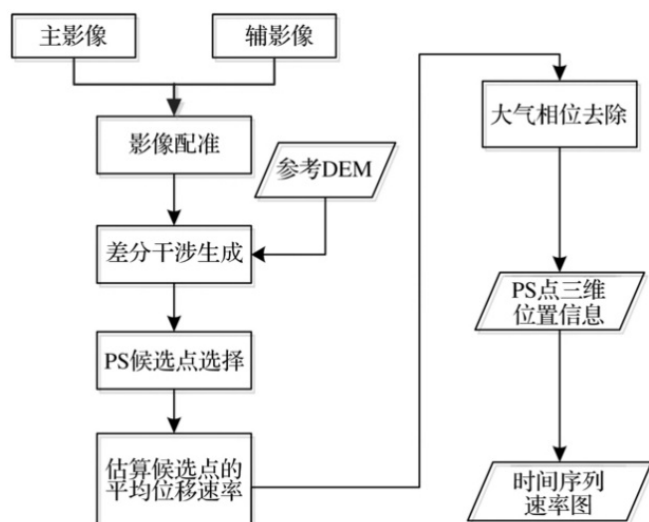 主影像
辅影像
影像配准
参考DEM
差分干涉生成
PS候选点选择
估算候选点的
平均位移速率
大气相位去除
PS点三维
位置信息
时间序列
速率图